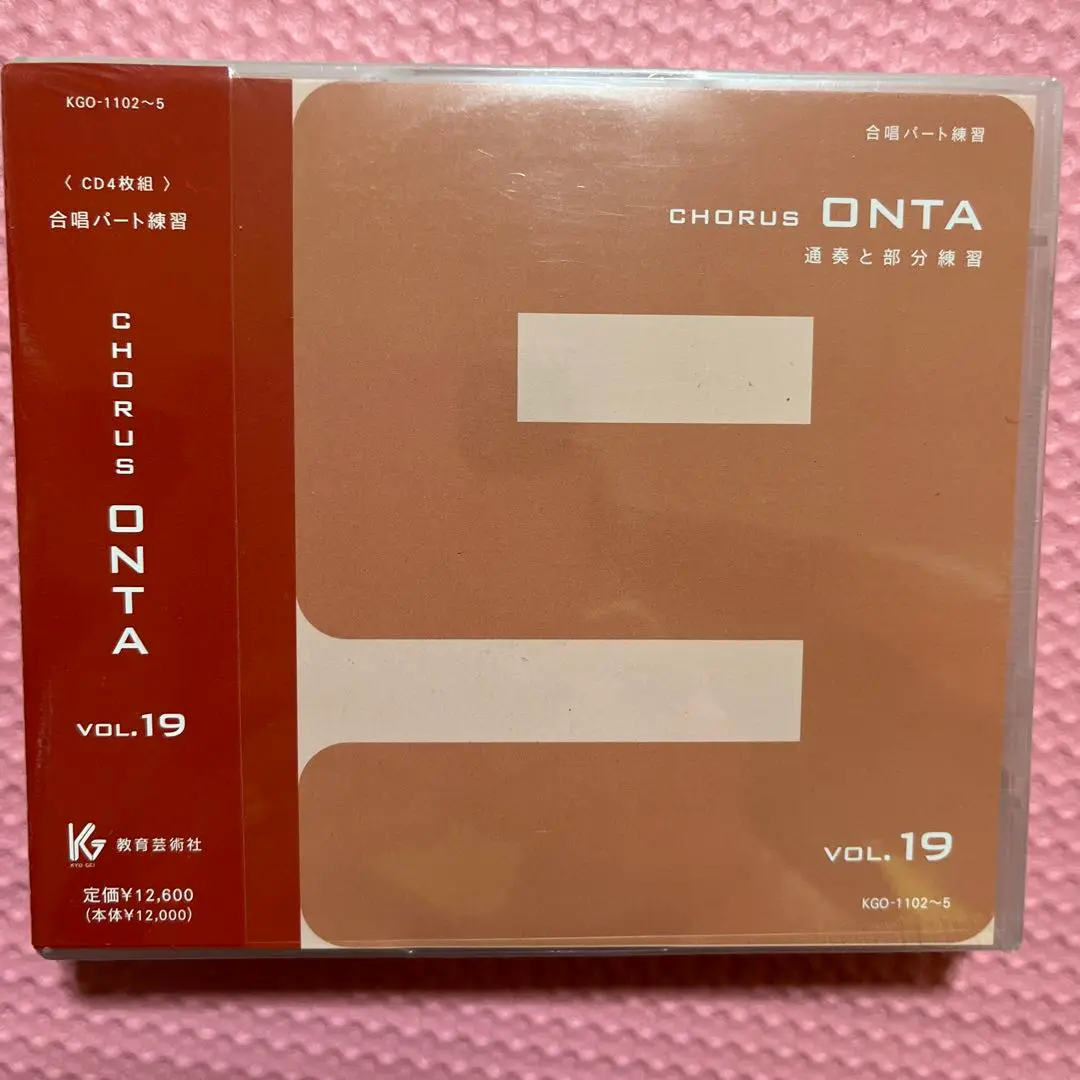 KGO-1102〜5
〈 CD4枚組 〉
合唱パート練習
CHORUS ONTA
VOL.19
KG
KYO GEI
教育芸術社
定価¥12,600
(本体¥12,000)
合唱パート練習
CHORUS ONTA
通奏と部分練習
VOL. 19
KGO-1102〜5